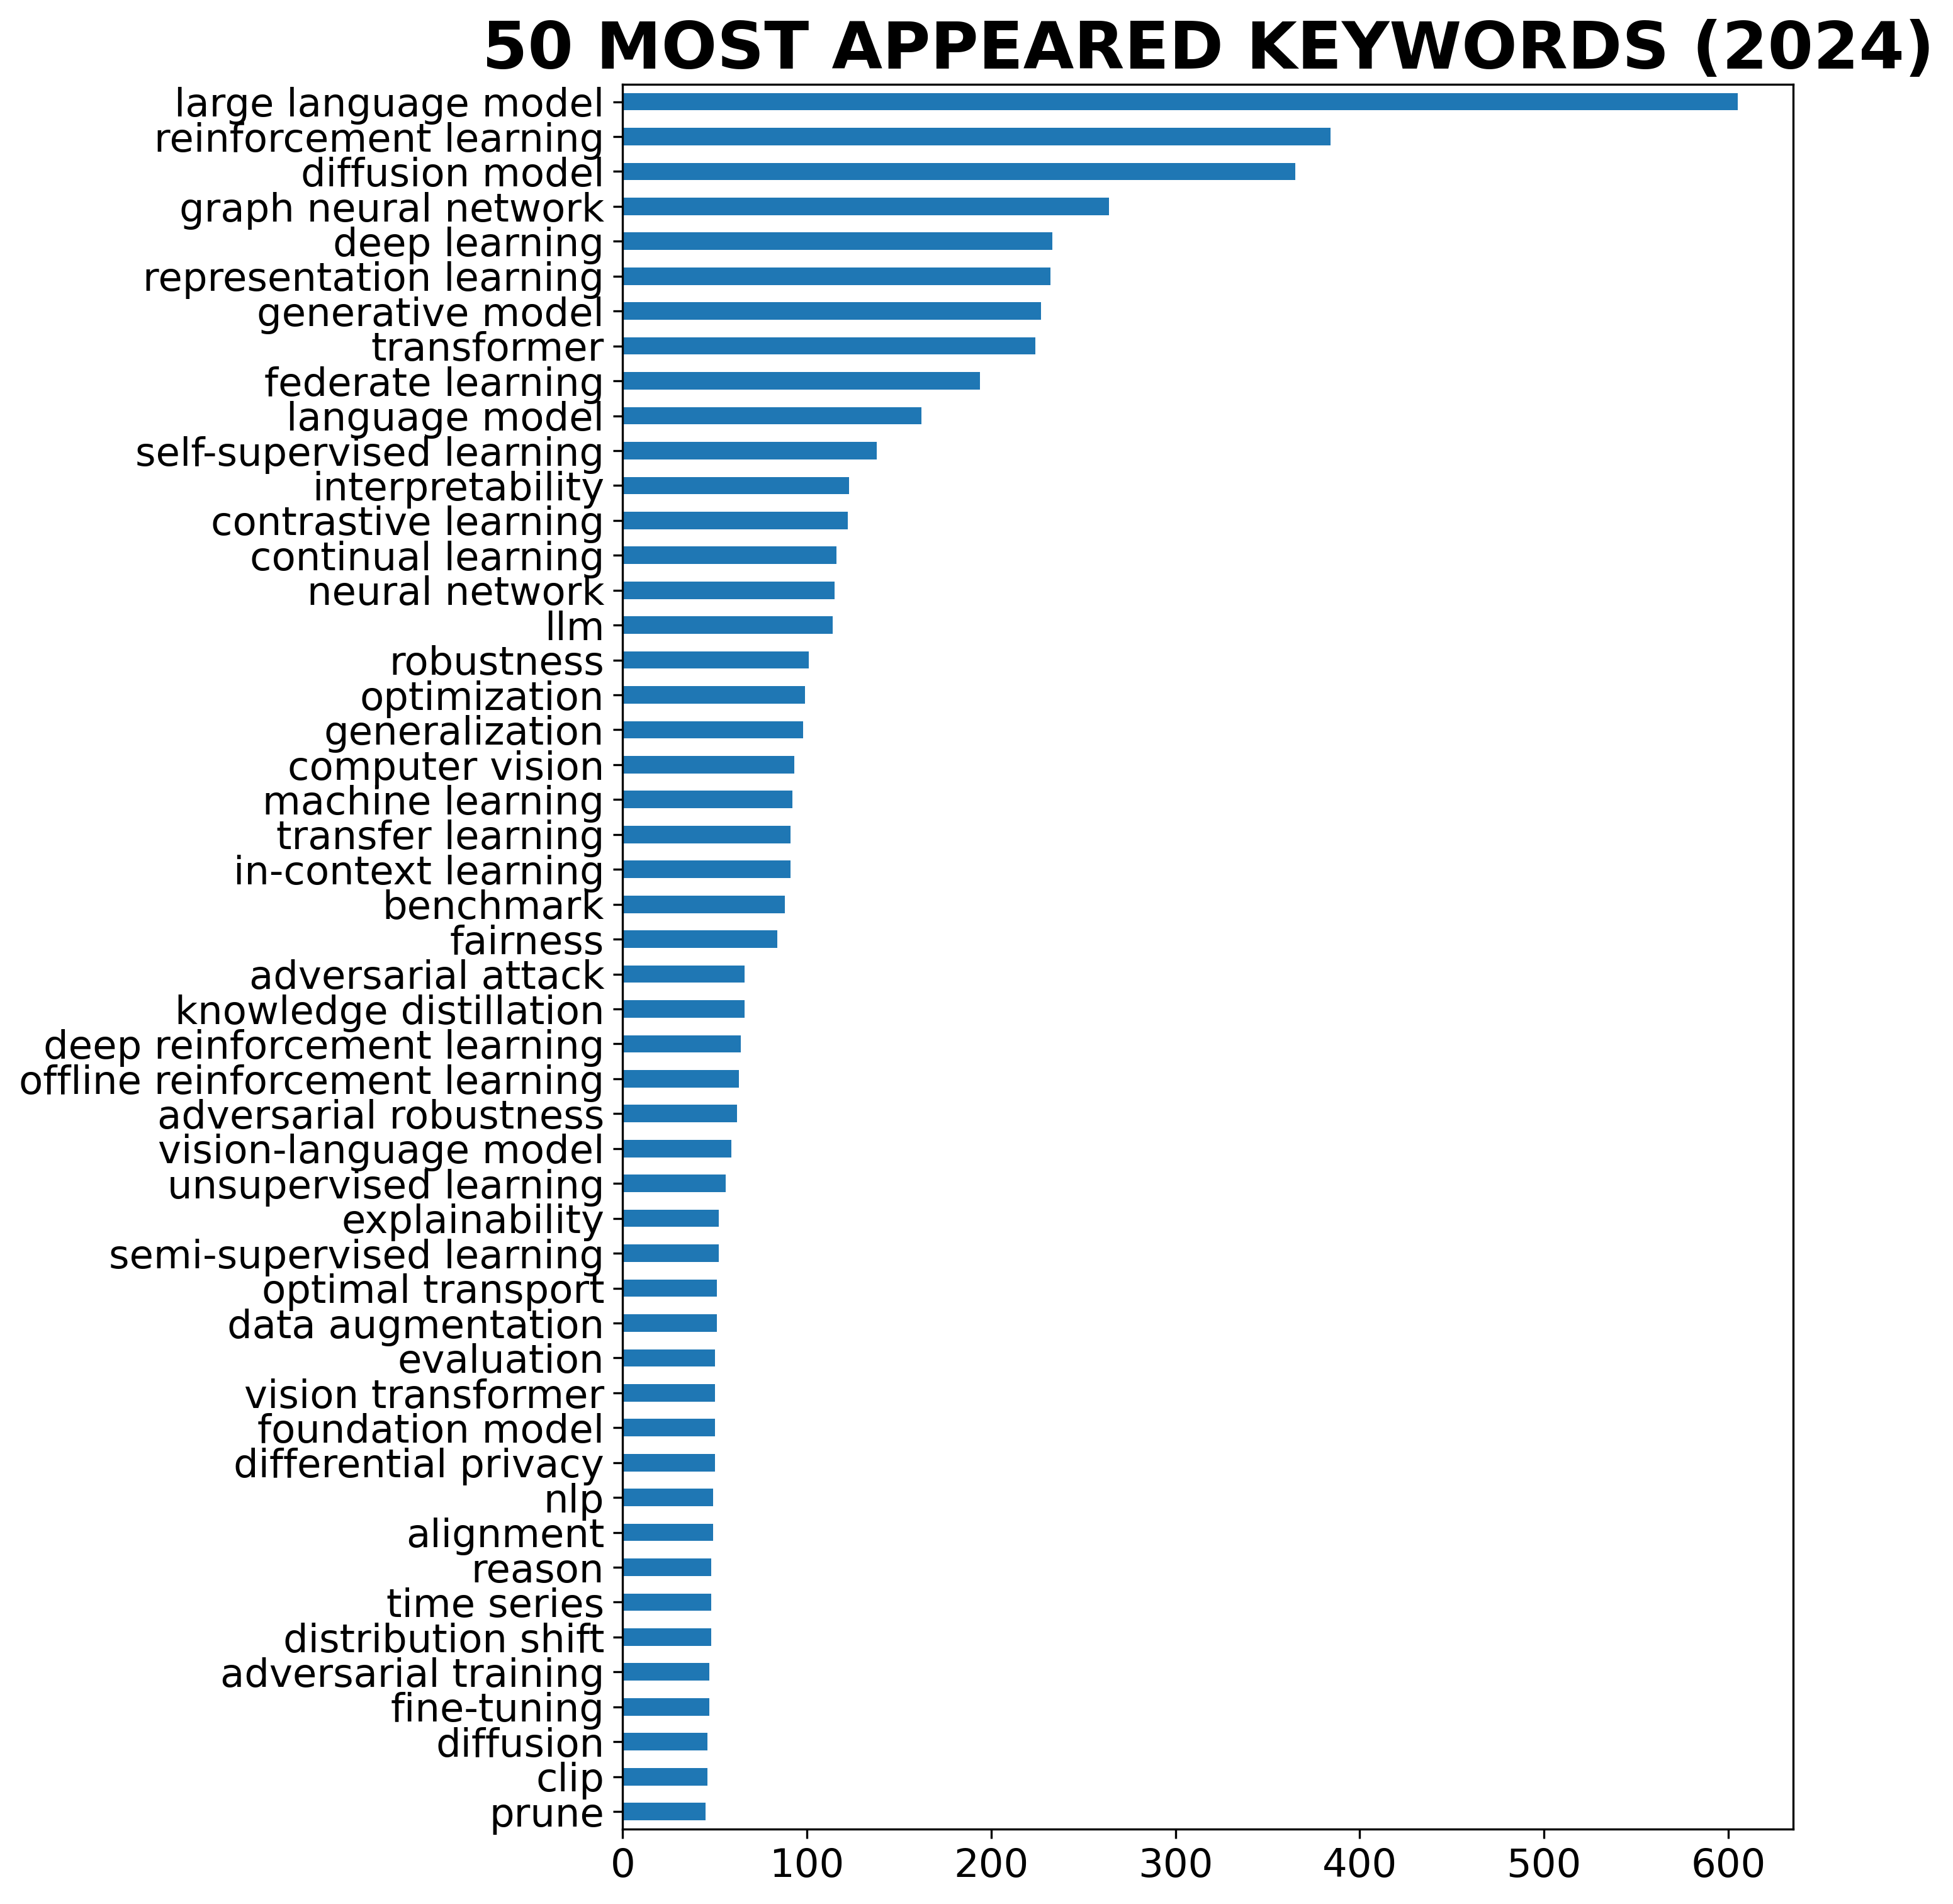 50 MOST APPEARED KEYWORDS (2024)
large language model
reinforcement learning
diffusion model
graph neural network
deep learning
representation learning
generative model
transformer
federate learning
language model
self-supervised learning
interpretability
contrastive learning
continual learning
neural network
llm
robustness
optimization
generalization
computer vision
machine learning
transfer learning
in-context learning
benchmark
fairness
adversarial attack
knowledge distillation
deep reinforcement learning
offline reinforcement learning
adversarial robustness
vision-language model
unsupervised learning
explainability
semi-supervised learning
optimal transport
data augmentation
evaluation
vision transformer
foundation model
differential privacy
nlp
alignment
reason
time series
distribution shift
adversarial training
fine-tuning
diffusion
clip
prune
0 100 200 300 400 500 600